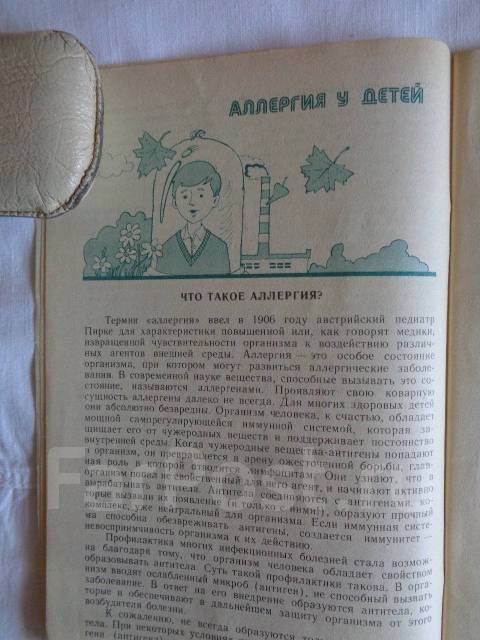 АЛЛЕРГИЯ У ДЕТЕЙ
ЧТО ТАКОЕ АЛЛЕРГИЯ?
Термин «аллергия» ввел в 1906 году австрийский педиатр
Пирке для характеристики повышенной или, как говорят медики,
извращенной чувствительности организма к воздействию различ-
ных агентов внешней среды. Аллергия — это особое состояние
организма, при котором могут развиться аллергические заболе-
вания. В современной науке вещества, способные вызывать это со-
стояние, называются аллергенами. Проявляют свою коварную
сущность аллергены далеко не всегда. Для многих здоровых детей
они абсолютно безвредны. Организм человека, к счастью, обладает
мощной саморегулирующейся иммунной системой, которая за-
щищает его от чужеродных веществ и поддерживает постоянство
внутренней среды. Когда чужеродные вещества-антигены попадают
в организм, он превращается в арену ожесточенной борьбы, глав-
ная роль в которой отводится лимфоцитам. Они узнают, что в
организм попал не свойственный для него агент, и начинают активно
вырабатывать антитела. Антитела соединяются с антигенами, ко-
торые вызвали их появление (и только с ними!), образуют прочный
комплекс, уже нейтральный для организма. Если иммунная систе-
ма способна обезвреживать антигены, создается иммунитет —
невосприимчивость организма к их действию.
Профилактика многих инфекционных болезней стала возмож-
на благодаря тому, что организм человека обладает свойством
образовывать антитела. Суть такой профилактики такова. В орга-
низм вводят ослабленный микроб (антиген), не способный вызвать
заболевание. В ответ на его внедрение образуются антитела, ко-
торые и обеспечивают в дальнейшем защиту организма от этого
возбудителя болезни.
К сожалению, не всегда образуются
тела. При некоторых условиях
гена (антиген